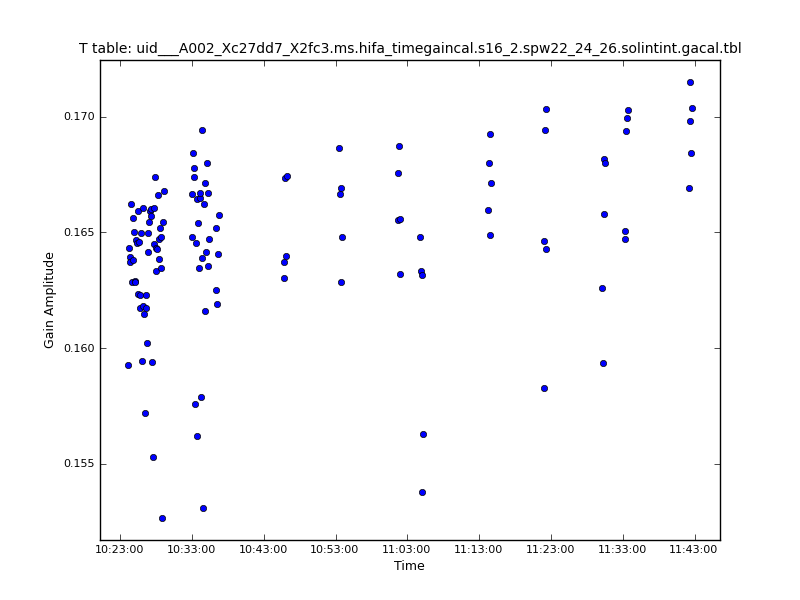 T table: uid___A002_Xc27dd7_X2fc3.ms.hifa_timegaincal.s16_2.spw22_24_26.solintint.gacal.tbl
0.170
0.165
0.160
0.155
Gain Amplitude
10:23:00 10:33:00 10:43:00 10:53:00 11:03:00 11:13:00 11:23:00 11:33:00 11:43:00
Time